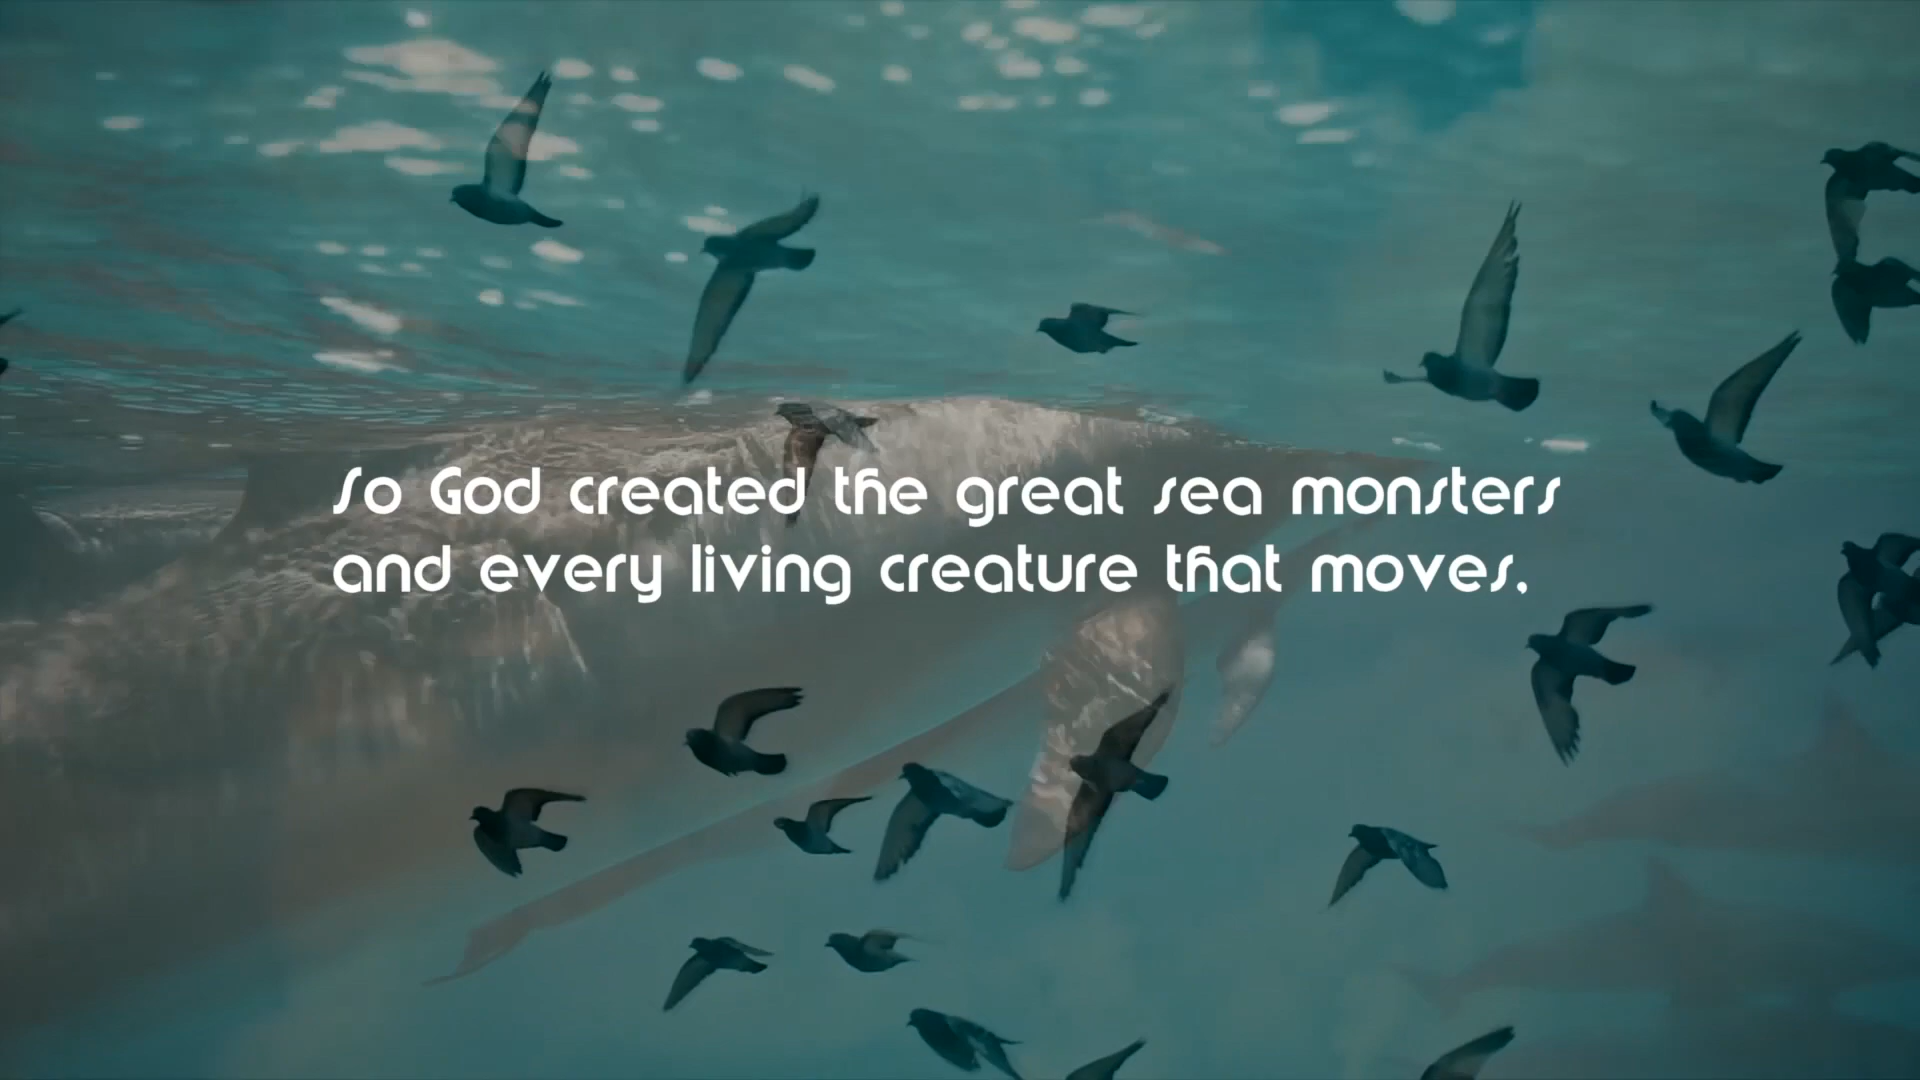 So God created the great sea monsters
and every living creature that moves,